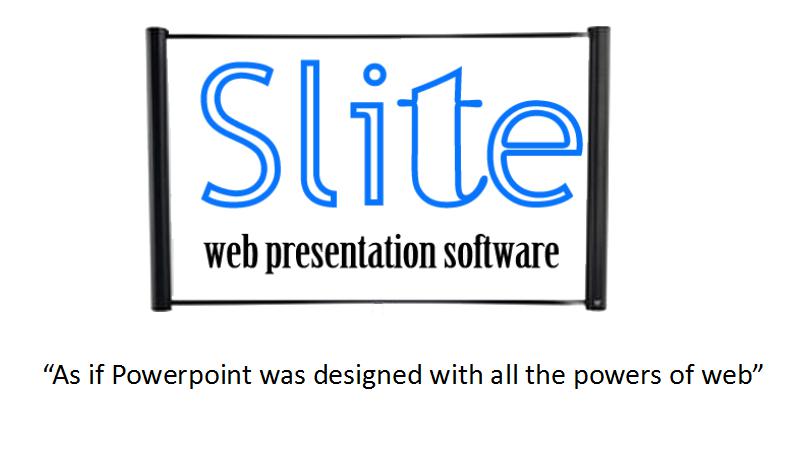 Slite
web presentation software
“As if Powerpoint was designed with all the powers of web”